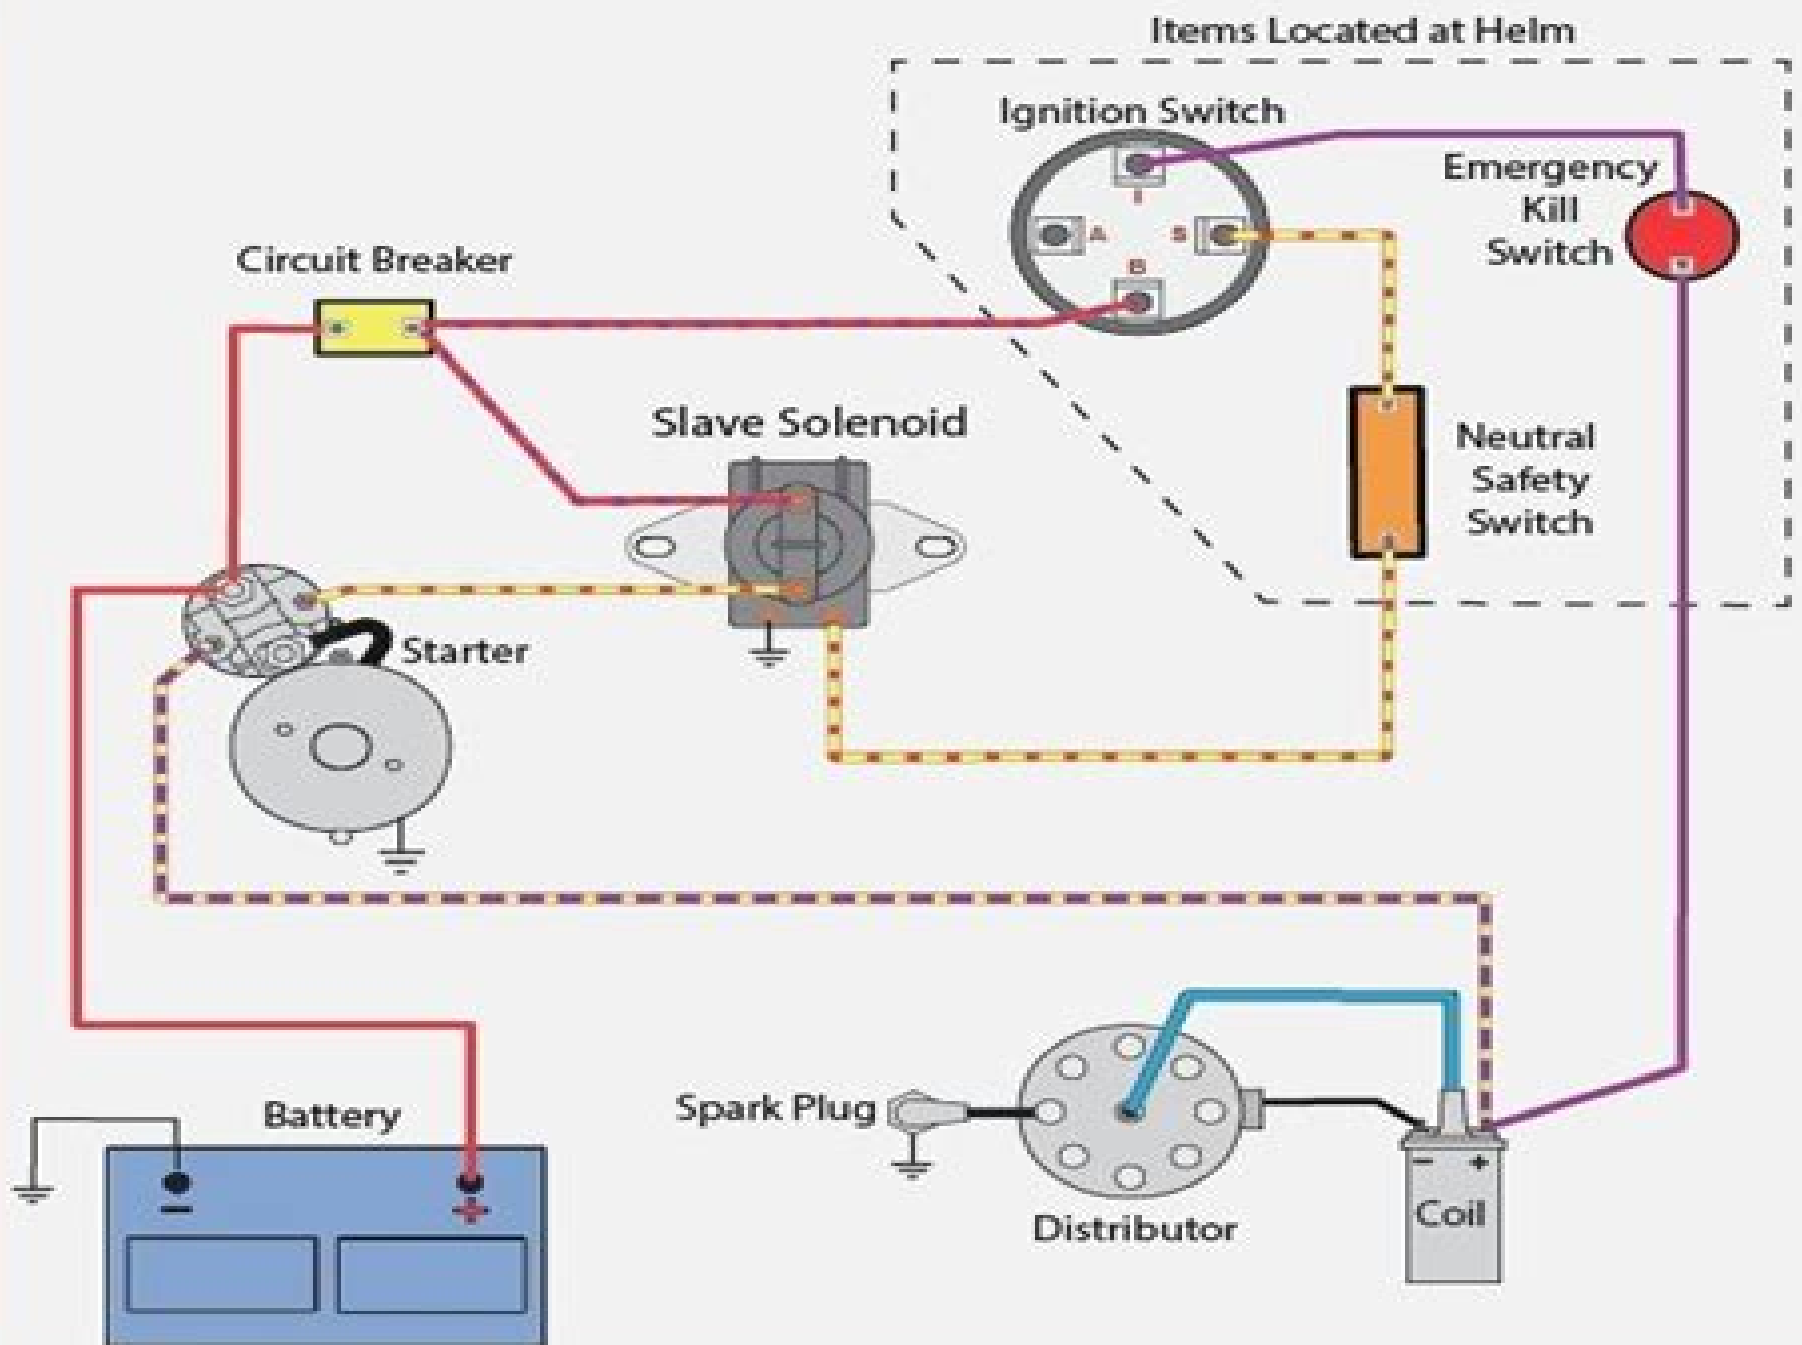 Items Located at Helm
Ignition Switch
I
A
S
B
Emergency
Kill
Switch
Circuit Breaker
Slave Solenoid
Neutral
Safety
Switch
Starter
Battery
− +
Spark Plug
Distributor
− +
Coil